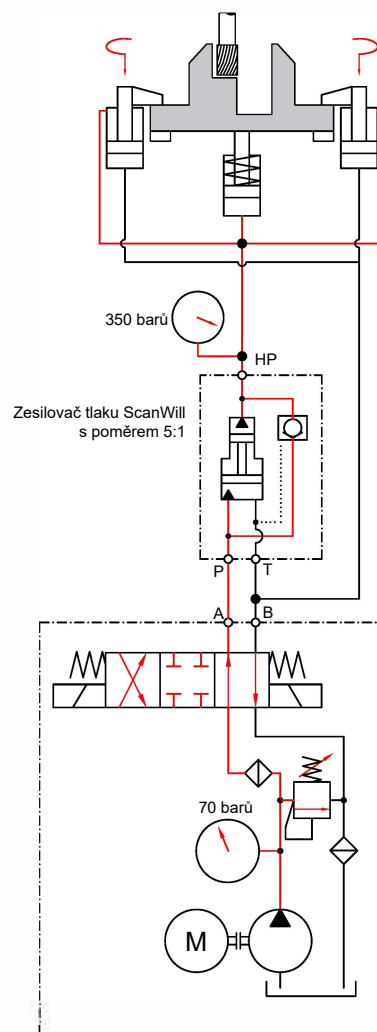 350 barů
HP
Zesilovač tlaku ScanWill
s poměrem 5:1
P
T
A
B
70 barů
M